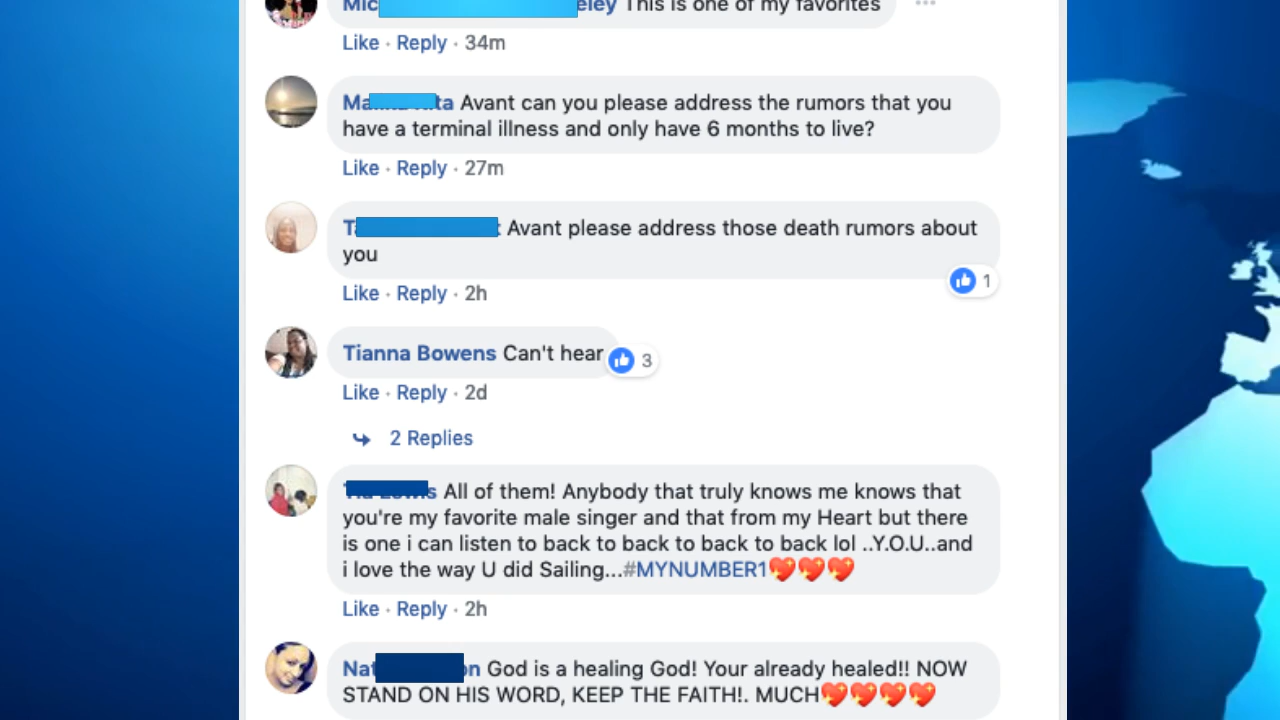 Mic eley This is one of my favorites
Like · Reply · 34m
Ma ta Avant can you please address the rumors that you
have a terminal illness and only have 6 months to live?
Like · Reply · 27m
T Avant please address those death rumors about
you
1
Like · Reply · 2h
Tianna Bowens Can't hear
3
Like · Reply · 2d
2 Replies
s All of them! Anybody that truly knows me knows that
you're my favorite male singer and that from my Heart but there
is one i can listen to back to back to back to back lol ..Y.O.U..and
i love the way U did Sailing...#MYNUMBER1💖💖💖
Like · Reply · 2h
Nat on God is a healing God! Your already healed!! NOW
STAND ON HIS WORD, KEEP THE FAITH!. MUCH💖💖💖💖